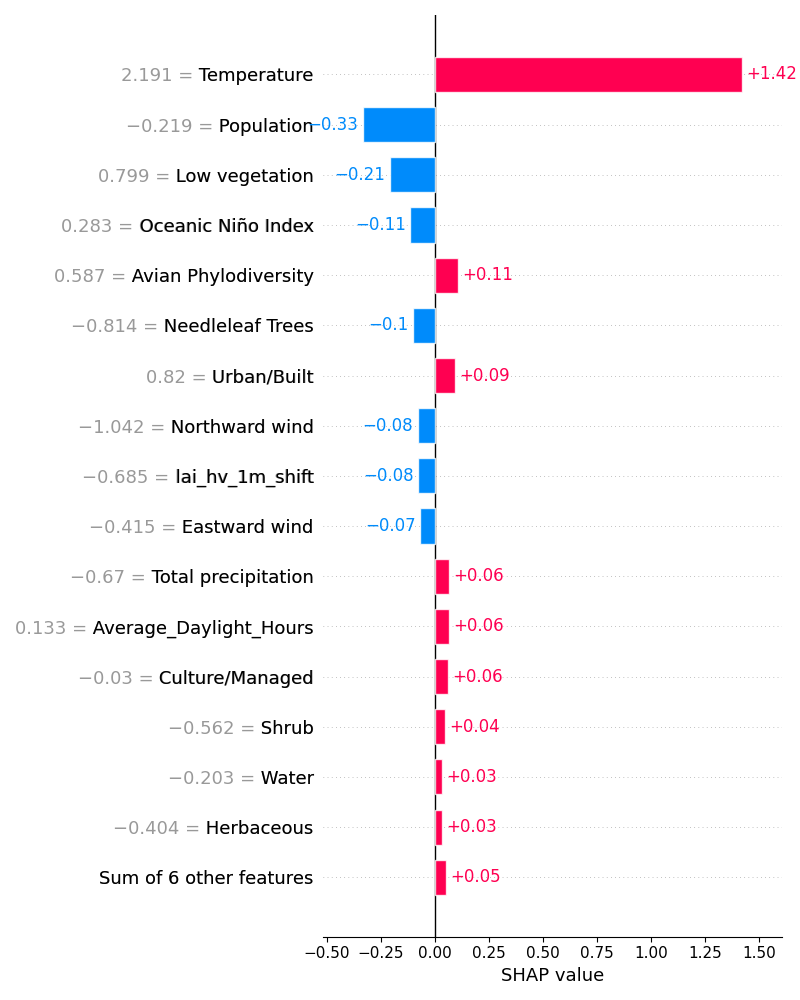 2.191 = Temperature +1.42
−0.219 = Population −0.33
0.799 = Low vegetation −0.21
0.283 = Oceanic Niño Index −0.11
0.587 = Avian Phylodiversity +0.11
−0.814 = Needleleaf Trees −0.1
0.82 = Urban/Built +0.09
−1.042 = Northward wind −0.08
−0.685 = lai_hv_1m_shift −0.08
−0.415 = Eastward wind −0.07
−0.67 = Total precipitation +0.06
0.133 = Average_Daylight_Hours +0.06
−0.03 = Culture/Managed +0.06
−0.562 = Shrub +0.04
−0.203 = Water +0.03
−0.404 = Herbaceous +0.03
Sum of 6 other features +0.05
−0.50 −0.25 0.00 0.25 0.50 0.75 1.00 1.25 1.50
SHAP value